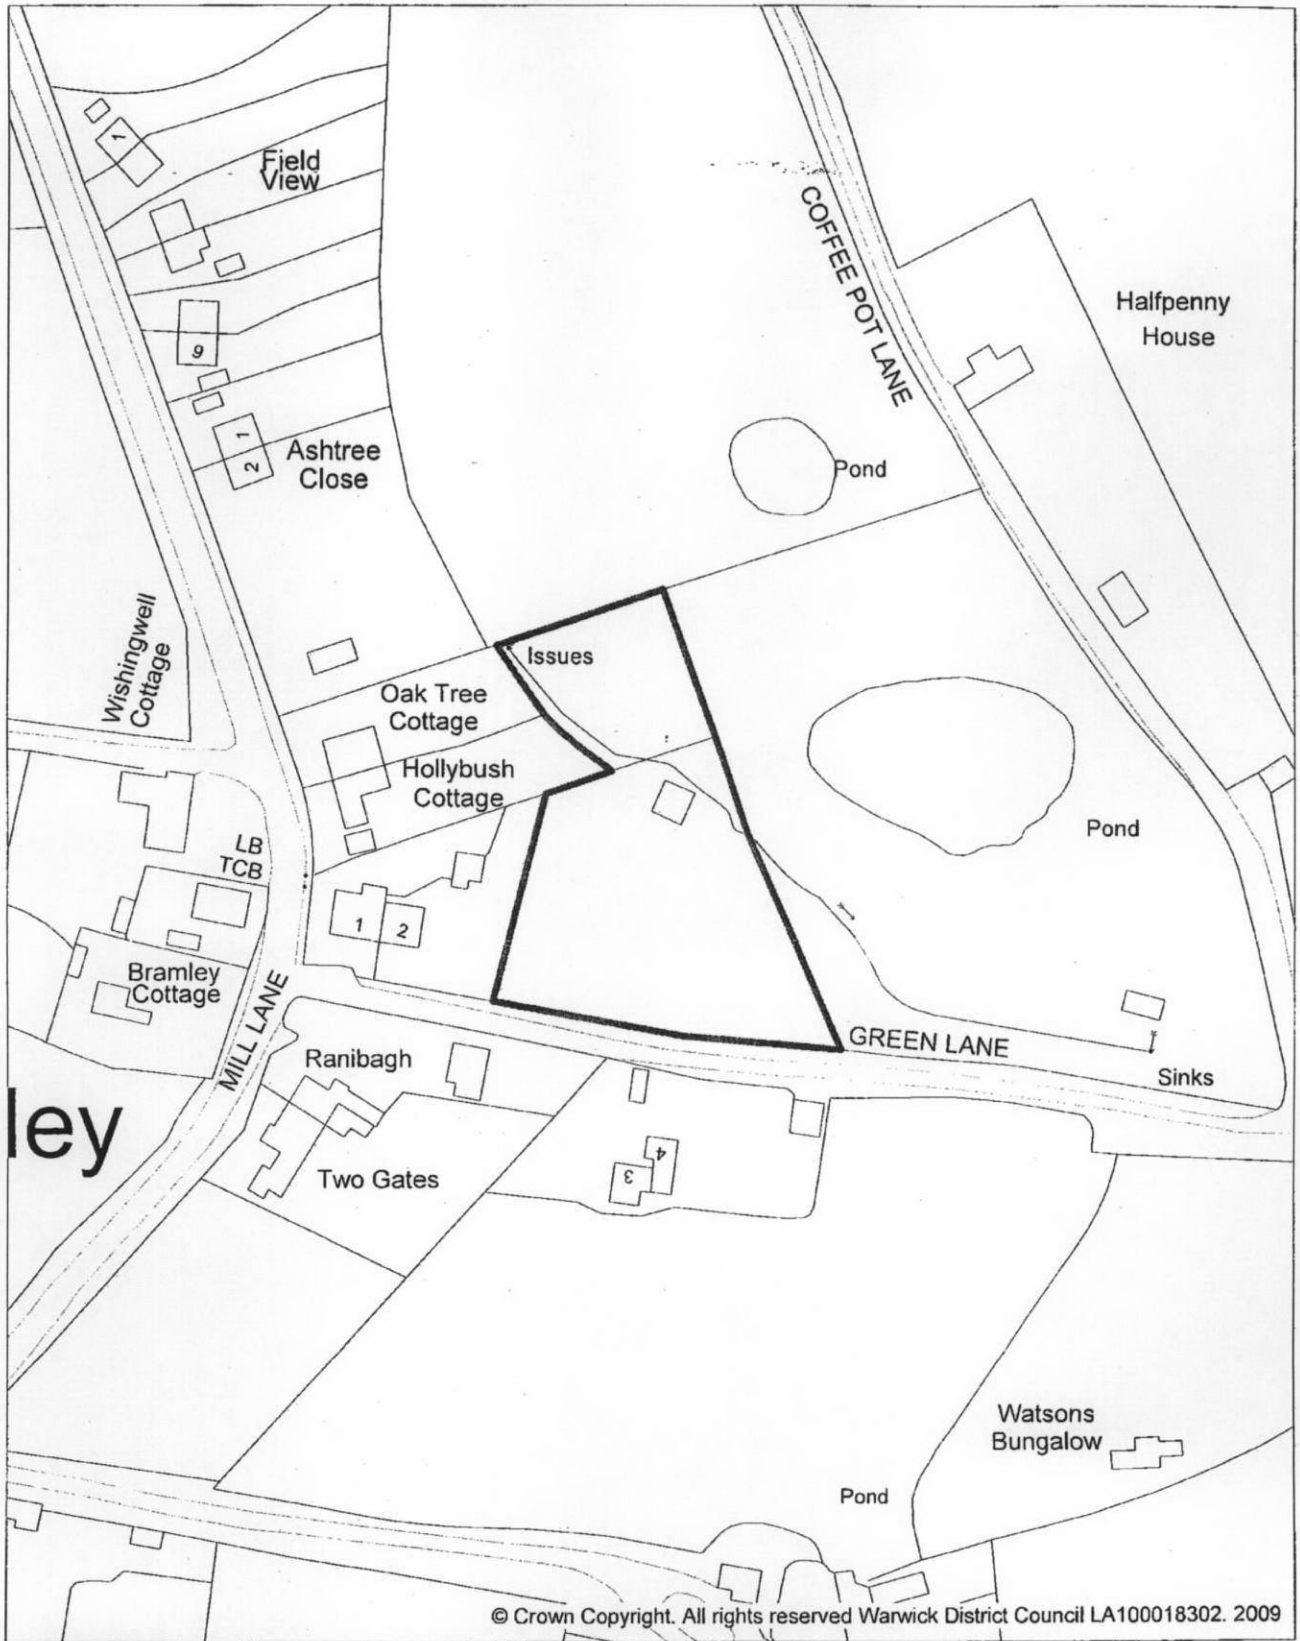 1
Field
View
COFFEE POT LANE
Halfpenny
House
9
1
2
Ashtree
Close
Pond
Wishingwell
Cottage
Issues
Oak Tree
Cottage
Hollybush
Cottage
Pond
LB
TCB
1
2
Bramley
Cottage
MILL LANE
GREEN LANE
Ranibagh
Sinks
ley
Two Gates
4
3
Watsons
Bungalow
Pond
© Crown Copyright. All rights reserved Warwick District Council LA100018302. 2009